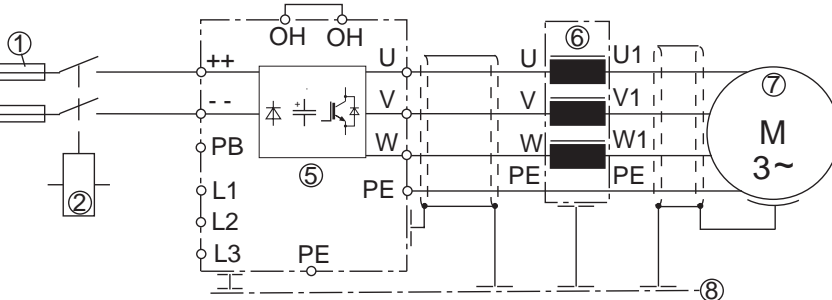 OH OH
① ++ U U ⑥ U1
- - V V V1 ⑦
M
3~
PB W W W1
② L1 ⑤ PE PE PE
L2
L3 PE
⑧
+